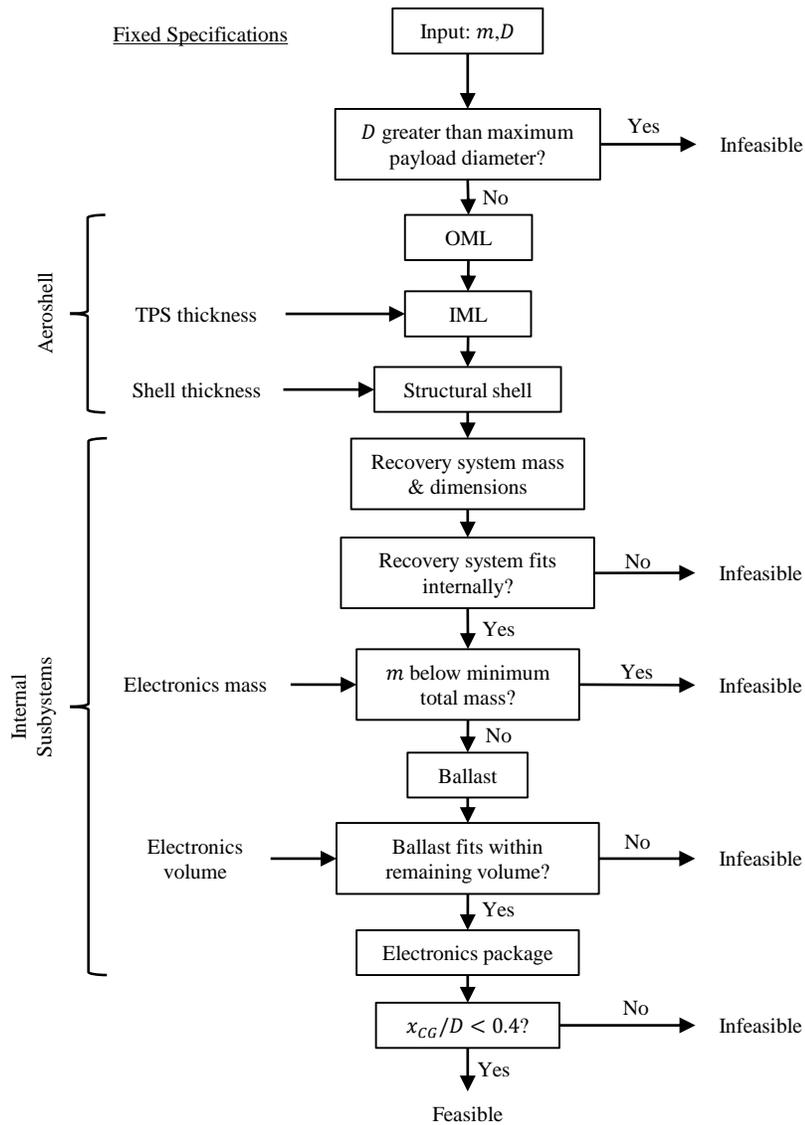 Fixed Specifications
Input: m,D
D greater than maximum
payload diameter?
Yes
Infeasible
No
Aeroshell
OML
TPS thickness
IML
Shell thickness
Structural shell
Internal
Susbystems
Recovery system mass
& dimensions
Recovery system fits
internally?
No
Infeasible
Yes
Electronics mass
m below minimum
total mass?
Yes
Infeasible
No
Ballast
Electronics
volume
Ballast fits within
remaining volume?
No
Infeasible
Yes
Electronics package
x_{CG}/D < 0.4?
No
Infeasible
Yes
Feasible